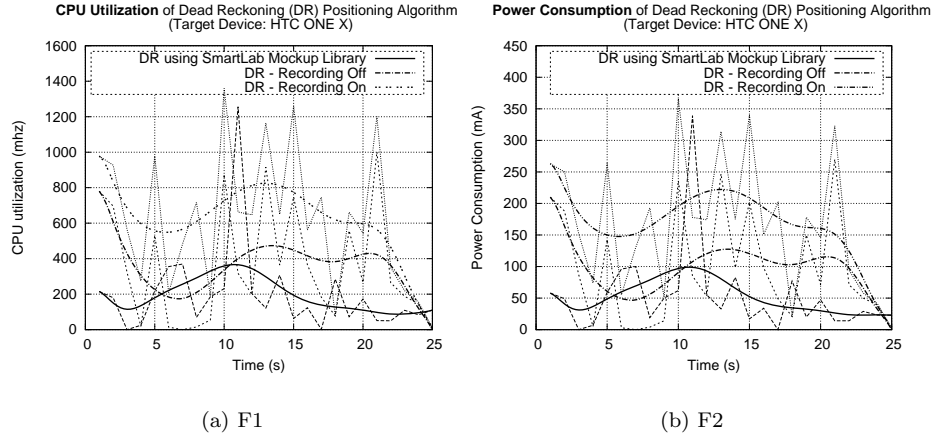 CPU Utilization of Dead Reckoning (DR) Positioning Algorithm
(Target Device: HTC ONE X)
DR using SmartLab Mockup Library
DR - Recording Off
DR - Recording On
CPU utilization (mhz)
1600
1400
1200
1000
800
600
400
200
0
0 5 10 15 20 25
Time (s)
(a) F1
Power Consumption of Dead Reckoning (DR) Positioning Algorithm
(Target Device: HTC ONE X)
DR using SmartLab Mockup Library
DR - Recording Off
DR - Recording On
Power Consumption (mA)
450
400
350
300
250
200
150
100
50
0
0 5 10 15 20 25
Time (s)
(b) F2